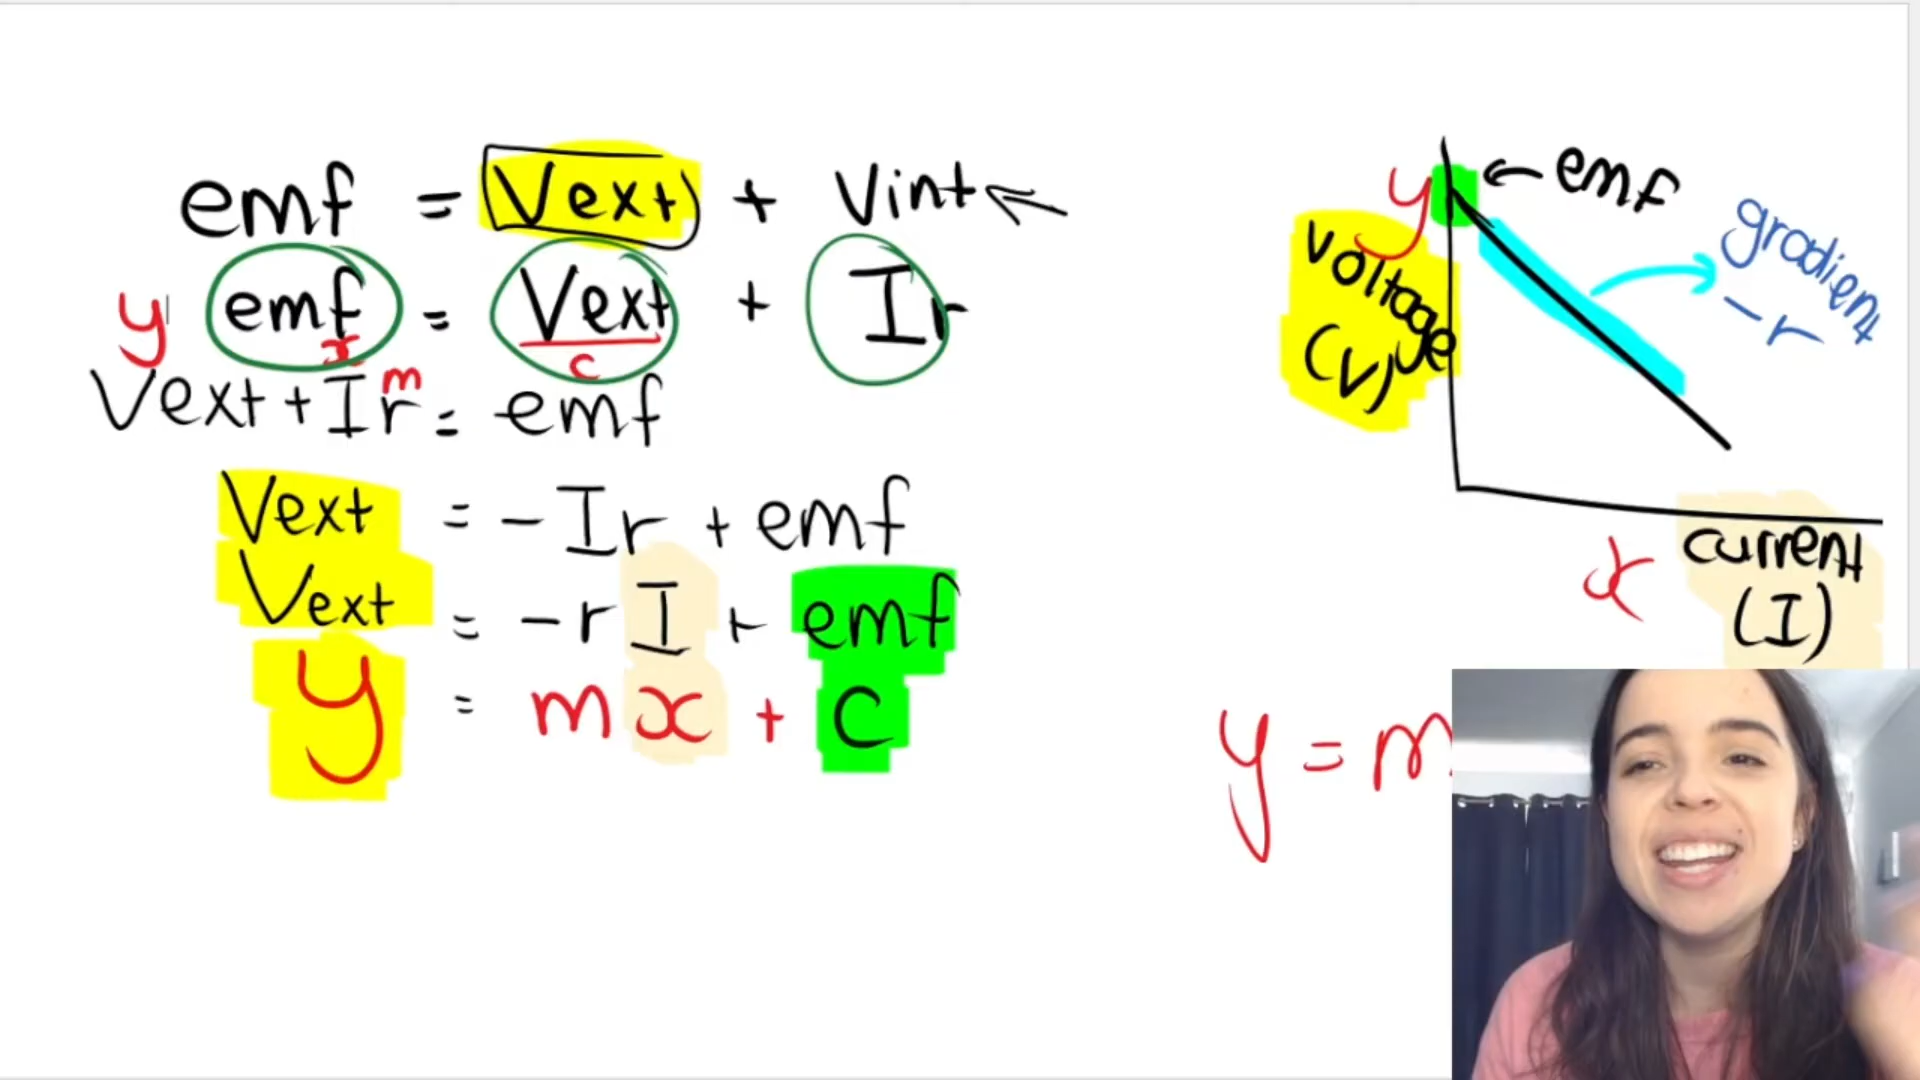 emf = Vext + Vint
y emf = Vext + Ir
x c
m
Vext + Ir = emf
Vext = -Ir + emf
Vext = -rI + emf
y = mx + c
y
emf
voltage
(V)
gradient
-r
x
current
(I)
y = m